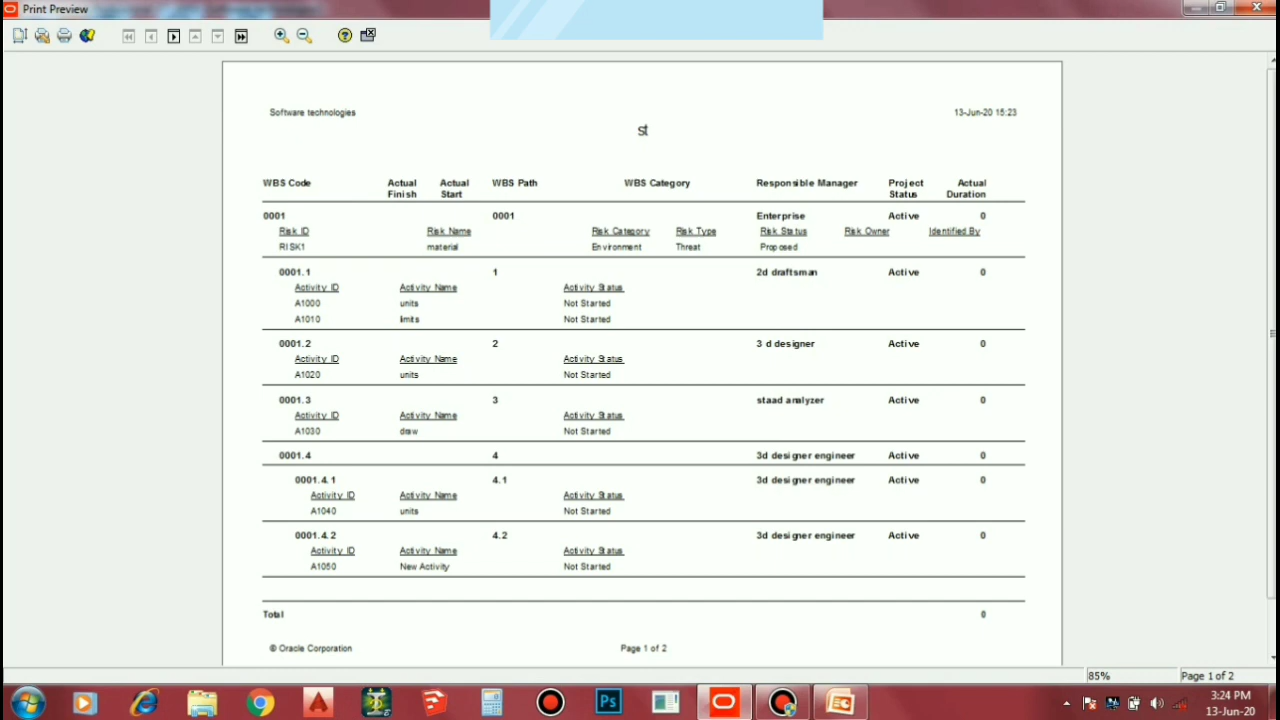 Print Preview
Software technologies 13-Jun-20 15:23
st
WBS Code Actual Finish Actual Start WBS Path WBS Category Responsible Manager Project Status Actual Duration
0001 0001 Enterprise Active 0
Risk ID Risk Name Risk Category Risk Type Risk Status Risk Owner Identified By
RISK1 material Environment Threat Proposed
0001.1 1 2d draftsman Active 0
Activity ID Activity Name Activity Status
A1000 units Not Started
A1010 limits Not Started
0001.2 2 3 d designer Active 0
Activity ID Activity Name Activity Status
A1020 units Not Started
0001.3 3 staad analyzer Active 0
Activity ID Activity Name Activity Status
A1030 draw Not Started
0001.4 4 3d designer engineer Active 0
0001.4.1 4.1 3d designer engineer Active 0
Activity ID Activity Name Activity Status
A1040 units Not Started
0001.4.2 4.2 3d designer engineer Active 0
Activity ID Activity Name Activity Status
A1050 New Activity Not Started
Total 0
© Oracle Corporation Page 1 of 2
85% Page 1 of 2
Ps
3:24 PM
13-Jun-20